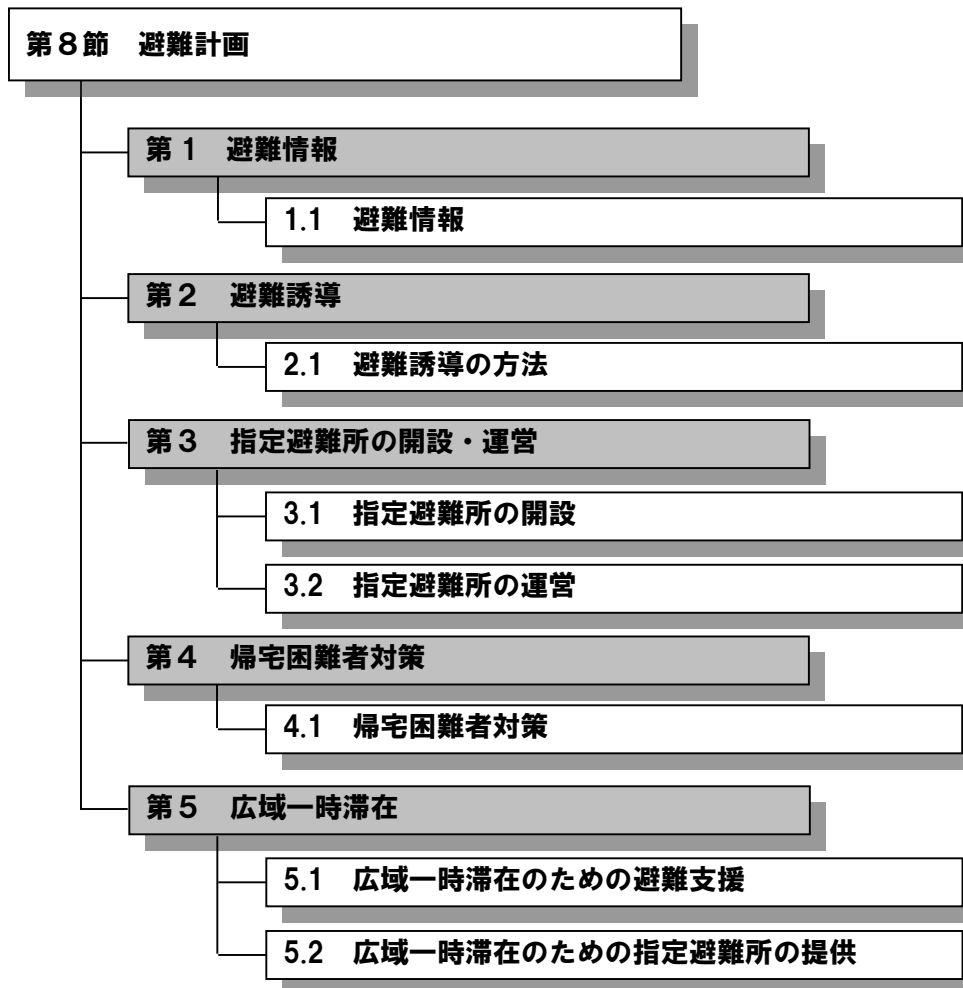 第８節　避難計画
第１　避難情報
1.1　避難情報
第２　避難誘導
2.1　避難誘導の方法
第３　指定避難所の開設・運営
3.1　指定避難所の開設
3.2　指定避難所の運営
第４　帰宅困難者対策
4.1　帰宅困難者対策
第５　広域一時滞在
5.1　広域一時滞在のための避難支援
5.2　広域一時滞在のための指定避難所の提供